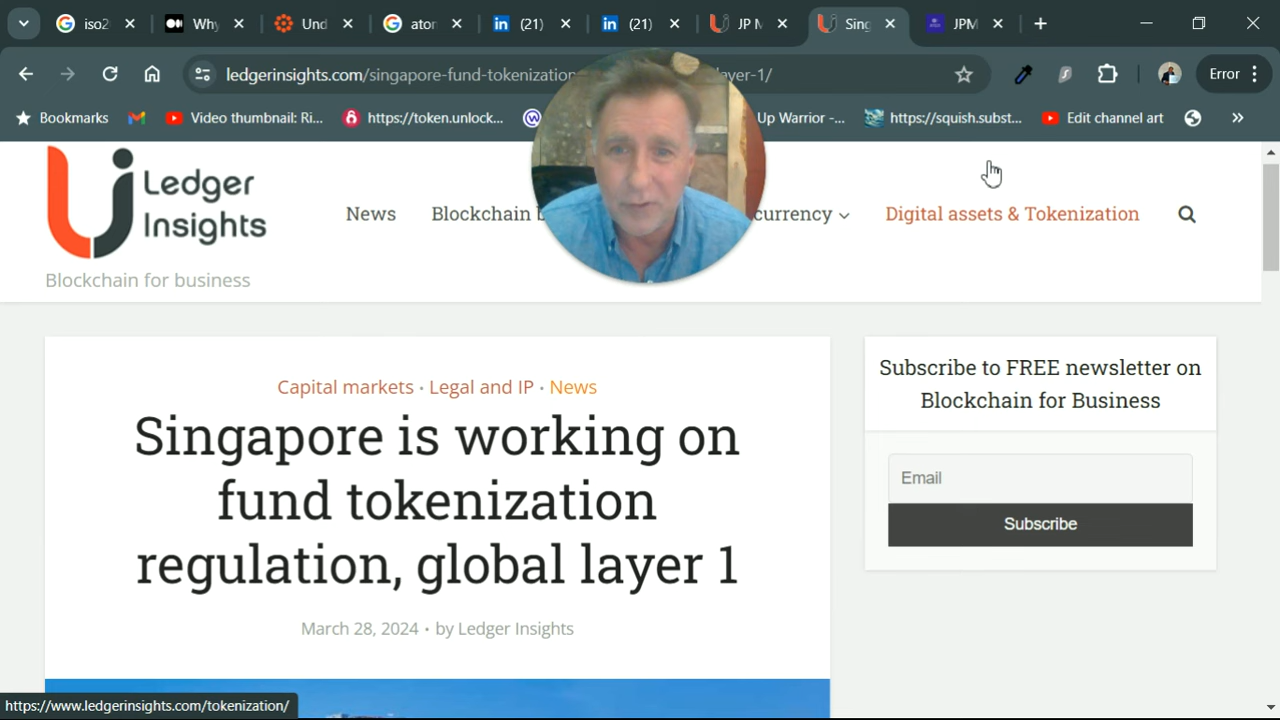 iso2
Why
Und
ator
(21)
(21)
JP M
Sing
JPM
ledgerinsights.com/singapore-fund-tokenization
ayer-1/
Error
Bookmarks
Video thumbnail: Ri...
https://token.unlock...
Up Warrior -...
https://squish.subst...
Edit channel art
Ledger
Insights
Blockchain for business
News
Blockchain
currency
Digital assets & Tokenization
Capital markets • Legal and IP • News
Singapore is working on
fund tokenization
regulation, global layer 1
March 28, 2024 • by Ledger Insights
Subscribe to FREE newsletter on
Blockchain for Business
Email
Subscribe
https://www.ledgerinsights.com/tokenization/